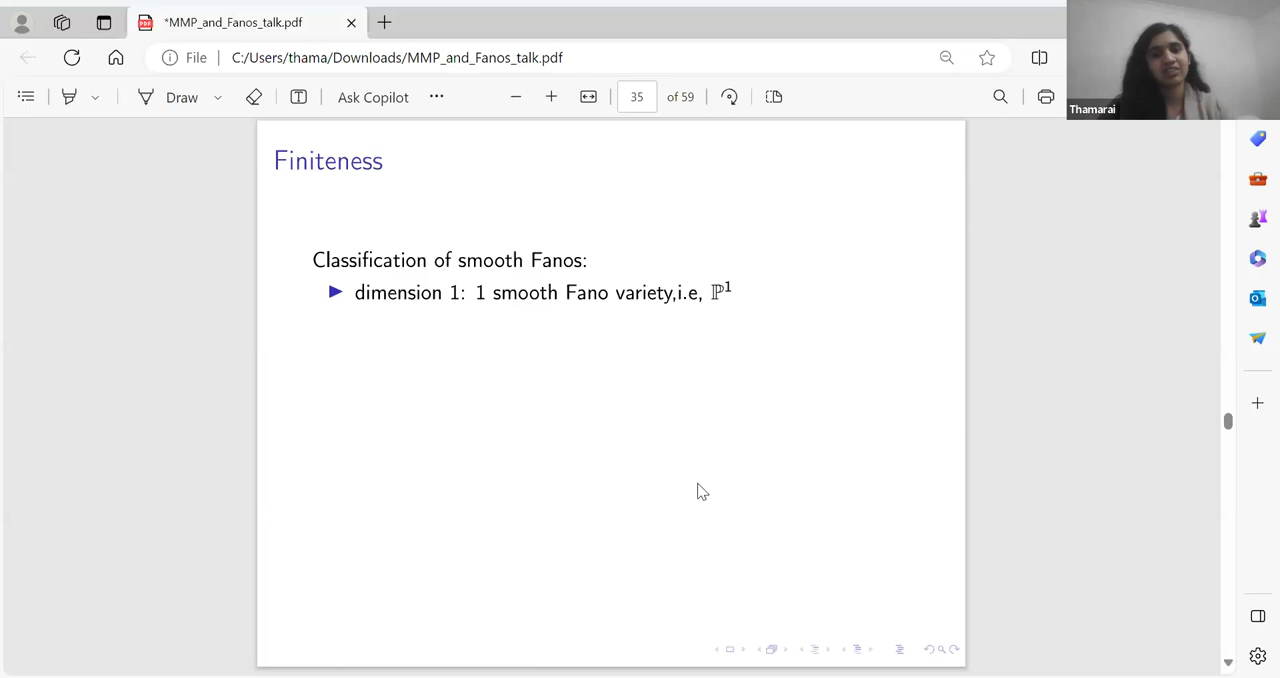 *MMP_and_Fanos_talk.pdf
File
C:/Users/thama/Downloads/MMP_and_Fanos_talk.pdf
Draw
Ask Copilot
35
of 59
Thamarai
Finiteness
Classification of smooth Fanos:
▶ dimension 1: 1 smooth Fano variety,i.e, ℙ¹